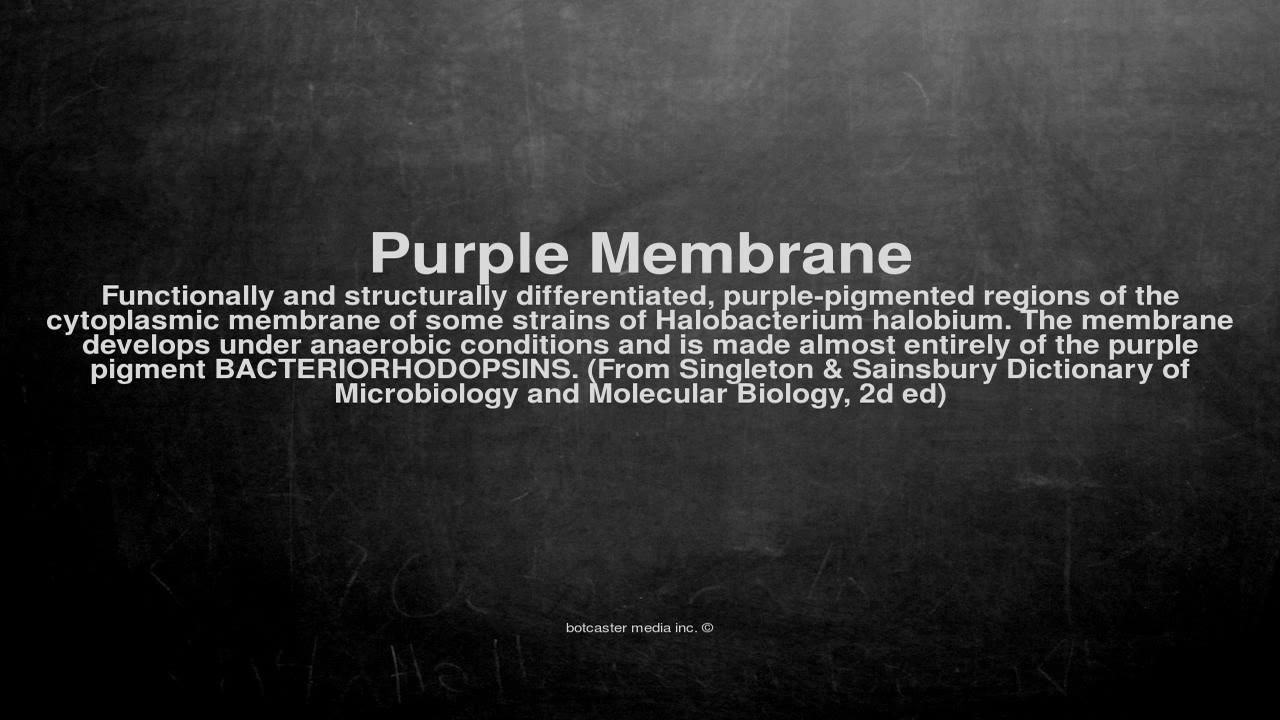 Purple Membrane
Functionally and structurally differentiated, purple-pigmented regions of the
cytoplasmic membrane of some strains of Halobacterium halobium. The membrane
develops under anaerobic conditions and is made almost entirely of the purple
pigment BACTERIORHODOPSINS. (From Singleton & Sainsbury Dictionary of
Microbiology and Molecular Biology, 2d ed)
botcaster media inc. ©